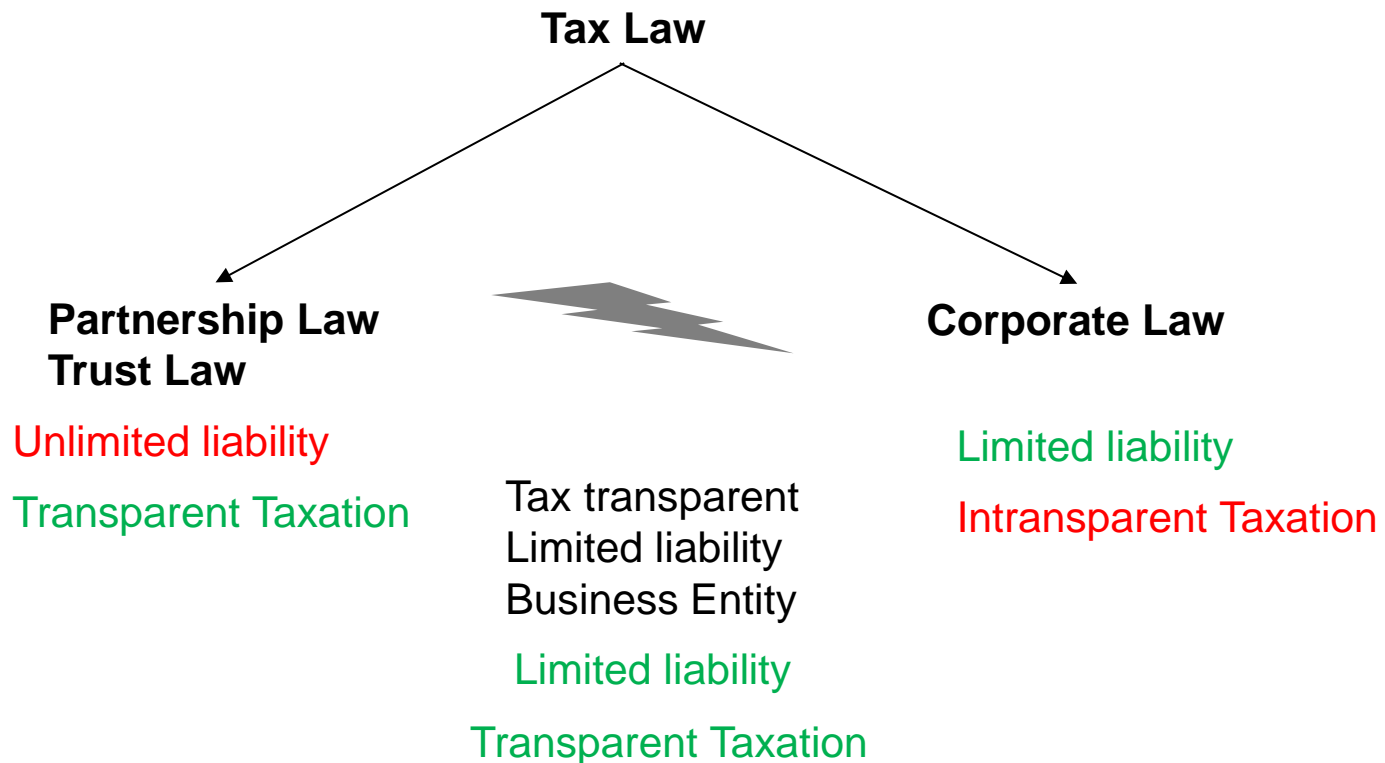 Tax Law
Partnership Law
Trust Law
Unlimited liability
Transparent Taxation
Tax transparent
Limited liability
Business Entity
Limited liability
Transparent Taxation
Corporate Law
Limited liability
Intransparent Taxation